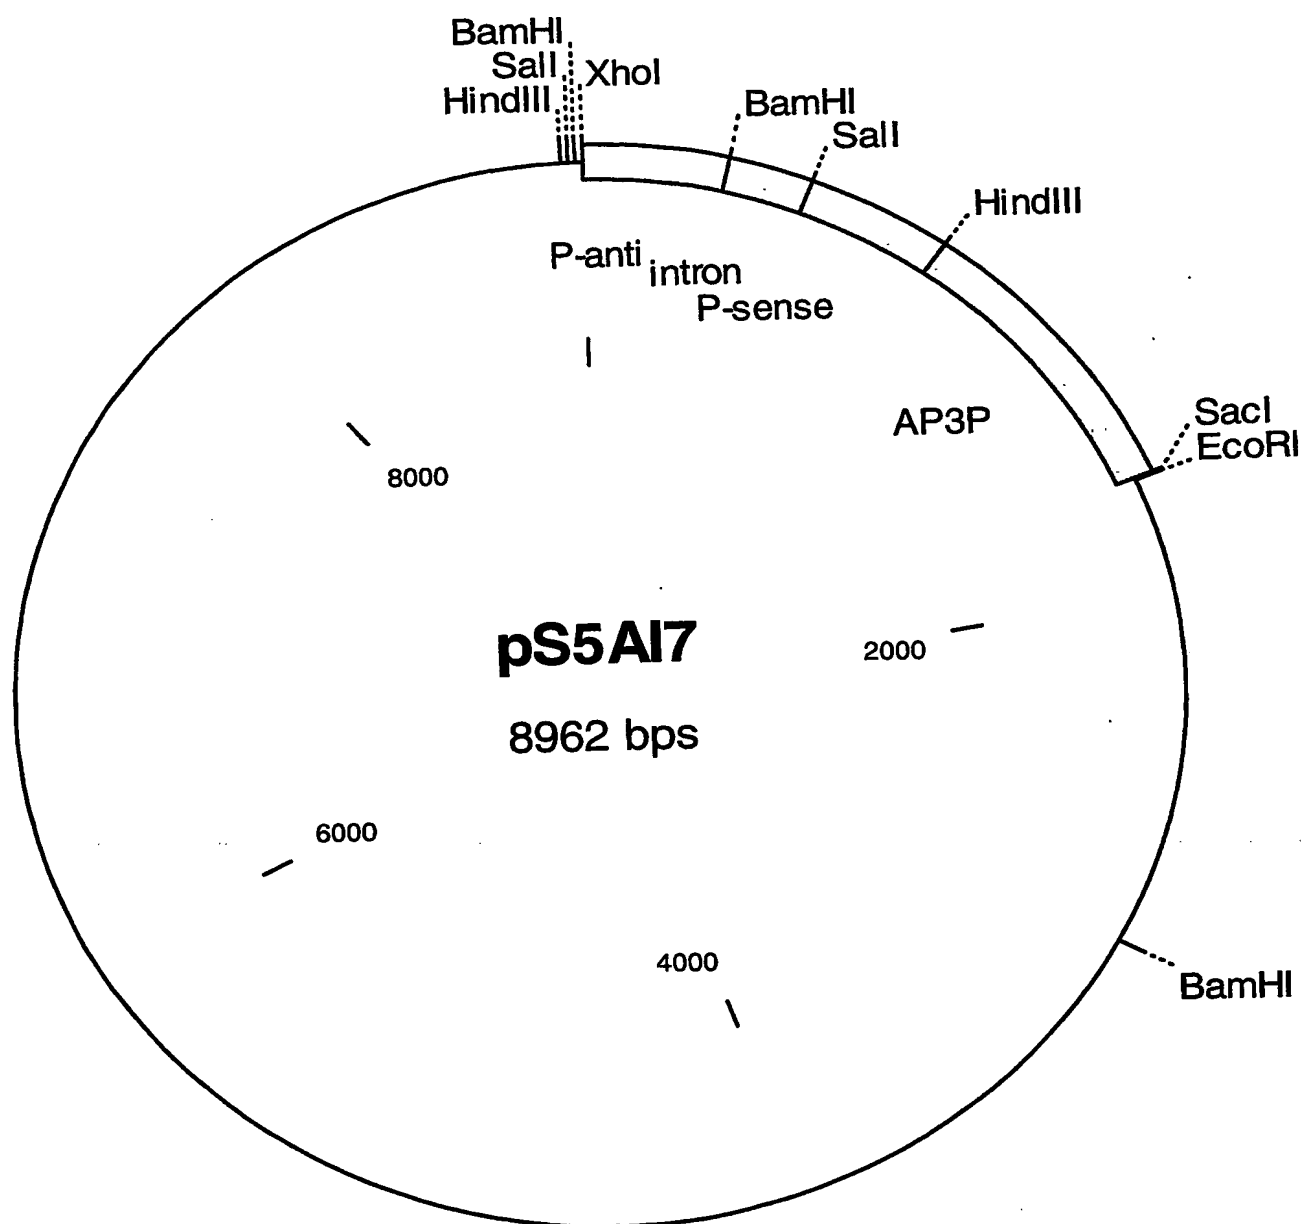 BamHI
SalI
XhoI
HindIII
BamHI
SalI
HindIII
P-anti
intron
P-sense
SacI
AP3P
EcoRI
8000
pS5AI7
2000
8962 bps
6000
4000
BamHI